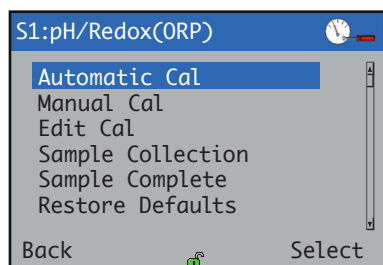 S1:pH/Redox(ORP)
Automatic Cal
Manual Cal
Edit Cal
Sample Collection
Sample Complete
Restore Defaults
Back Select